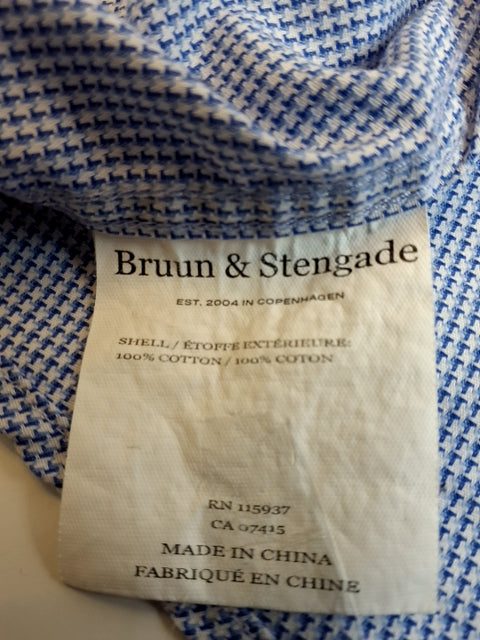 Bruun & Stengade
EST. 2004 IN COPENHAGEN
SHELL / ÉTOFFE EXTÉRIEURE:
100% COTTON / 100% COTON
RN 115937
CA 07415
MADE IN CHINA
FABRIQUÉ EN CHINE